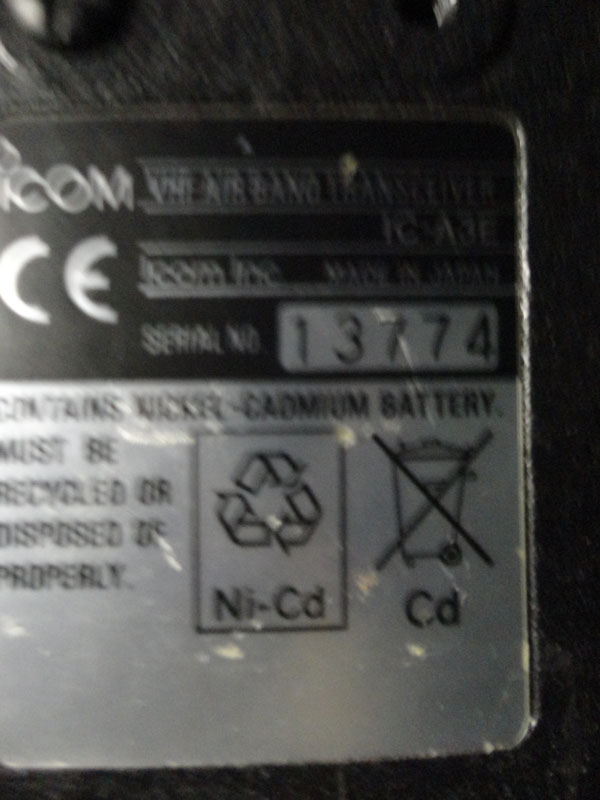 ICOM VHF AIR BAND TRANSCEIVER
IC-A3E
CE Icom Inc. MADE IN JAPAN
SERIAL NO. 13774
CONTAINS NICKEL-CADMIUM BATTERY.
MUST BE
RECYCLED OR
DISPOSED OF
PROPERLY.
Ni-Cd
Cd